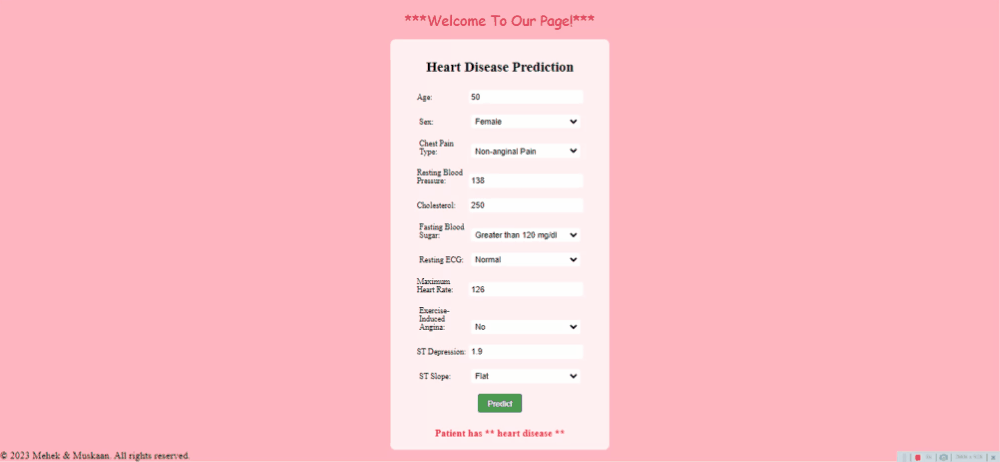 ***Welcome To Our Page!***
Heart Disease Prediction
Age: 50
Sex: Female
Chest Pain
Type: Non-anginal Pain
Resting Blood
Pressure: 138
Cholesterol: 250
Fasting Blood
Sugar: Greater than 120 mg/dl
Resting ECG: Normal
Maximum
Heart Rate: 126
Exercise-
Induced
Angina: No
ST Depression: 1.9
ST Slope: Flat
Predict
Patient has ** heart disease **
© 2023 Mehek & Muskaan. All rights reserved.